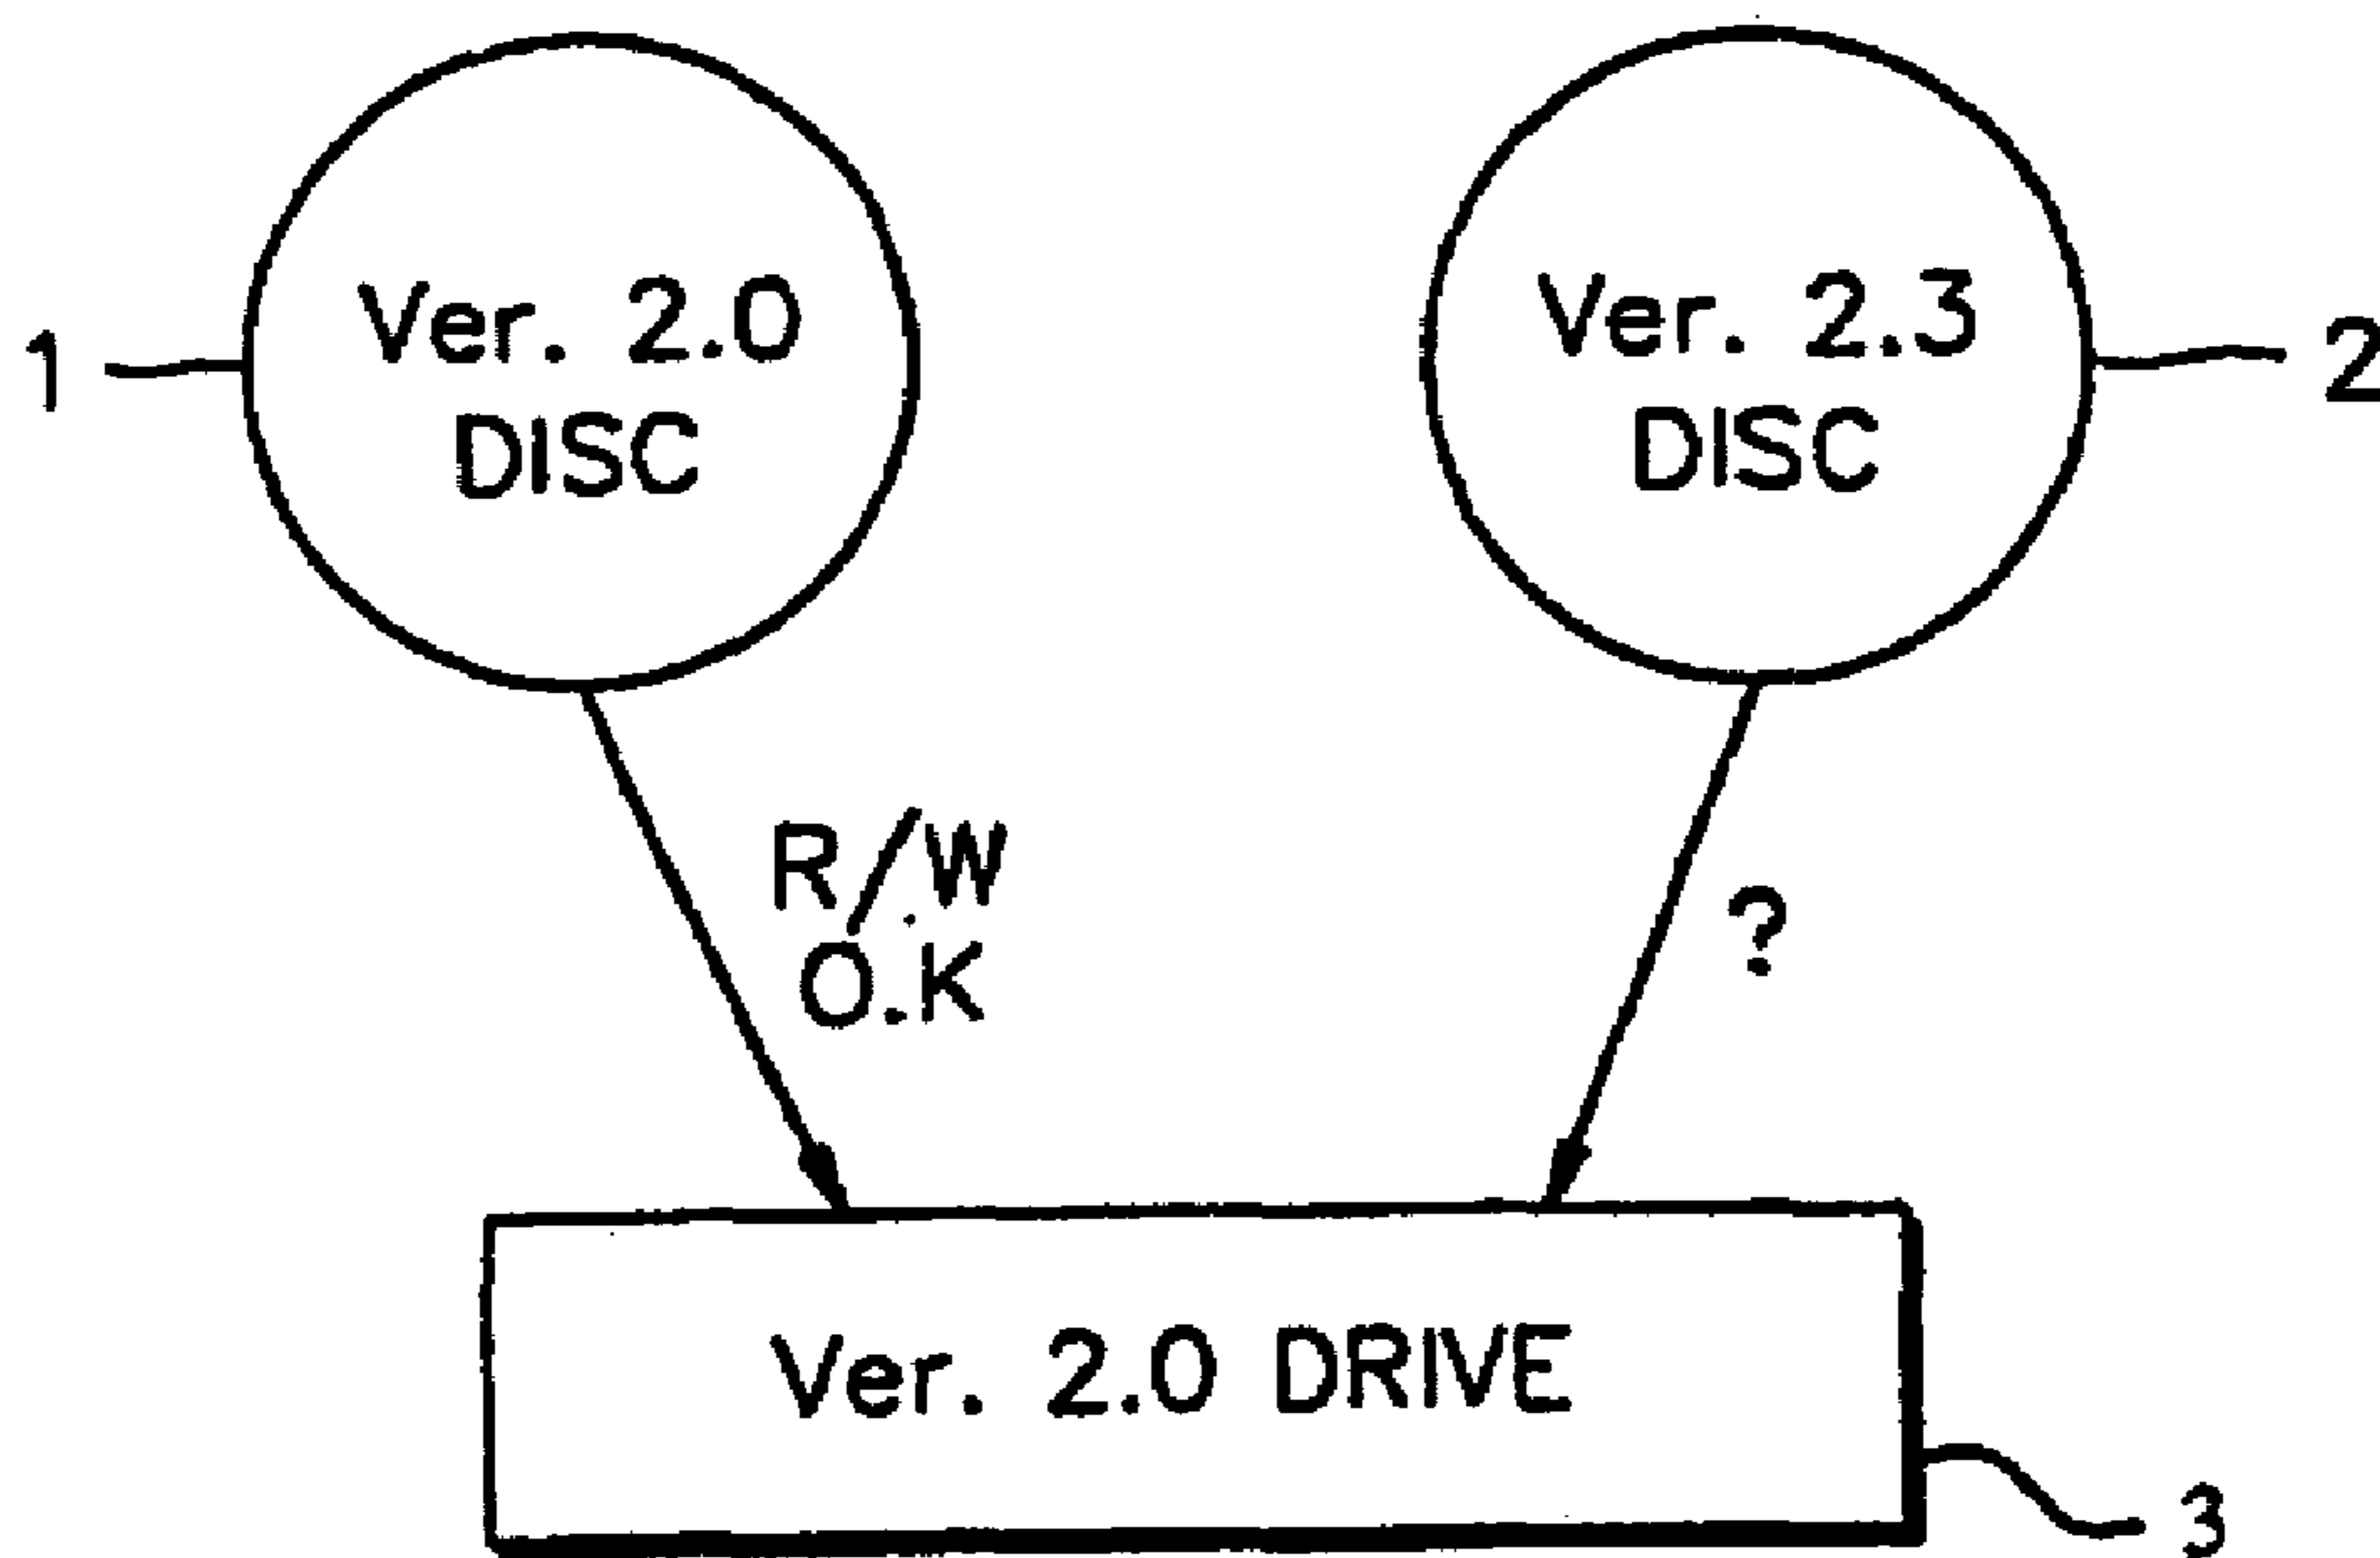 Ver. 2.0
DISC
1
Ver. 2.3
DISC
2
R/W
O.K
?
Ver. 2.0 DRIVE
3